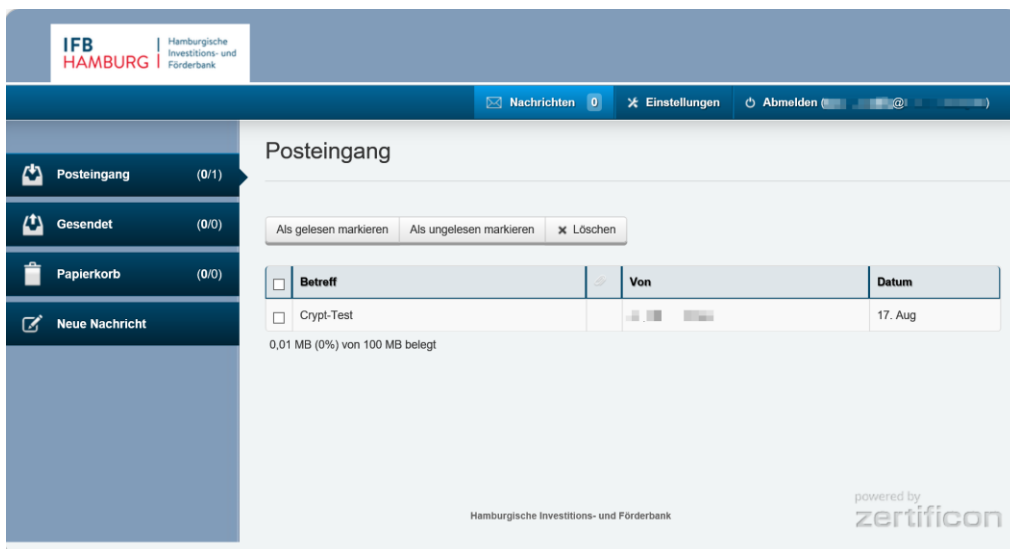 IFB
HAMBURG
Hamburgische
Investitions- und
Förderbank
Nachrichten 0
Einstellungen
Abmelden ( @ )
Posteingang (0/1)
Gesendet (0/0)
Papierkorb (0/0)
Neue Nachricht
Posteingang
Als gelesen markieren
Als ungelesen markieren
Löschen
Betreff Von Datum
Crypt-Test 17. Aug
0,01 MB (0%) von 100 MB belegt
Hamburgische Investitions- und Förderbank
powered by
zertificon